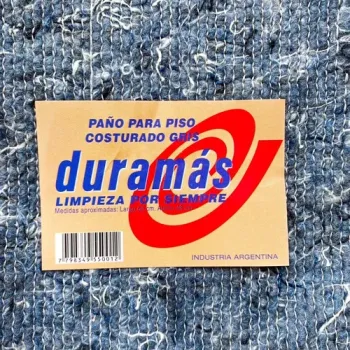 PAÑO PARA PISO
COSTURADO GRIS
duramás
LIMPIEZA POR SIEMPRE
Medidas aproximadas:
INDUSTRIA ARGENTINA